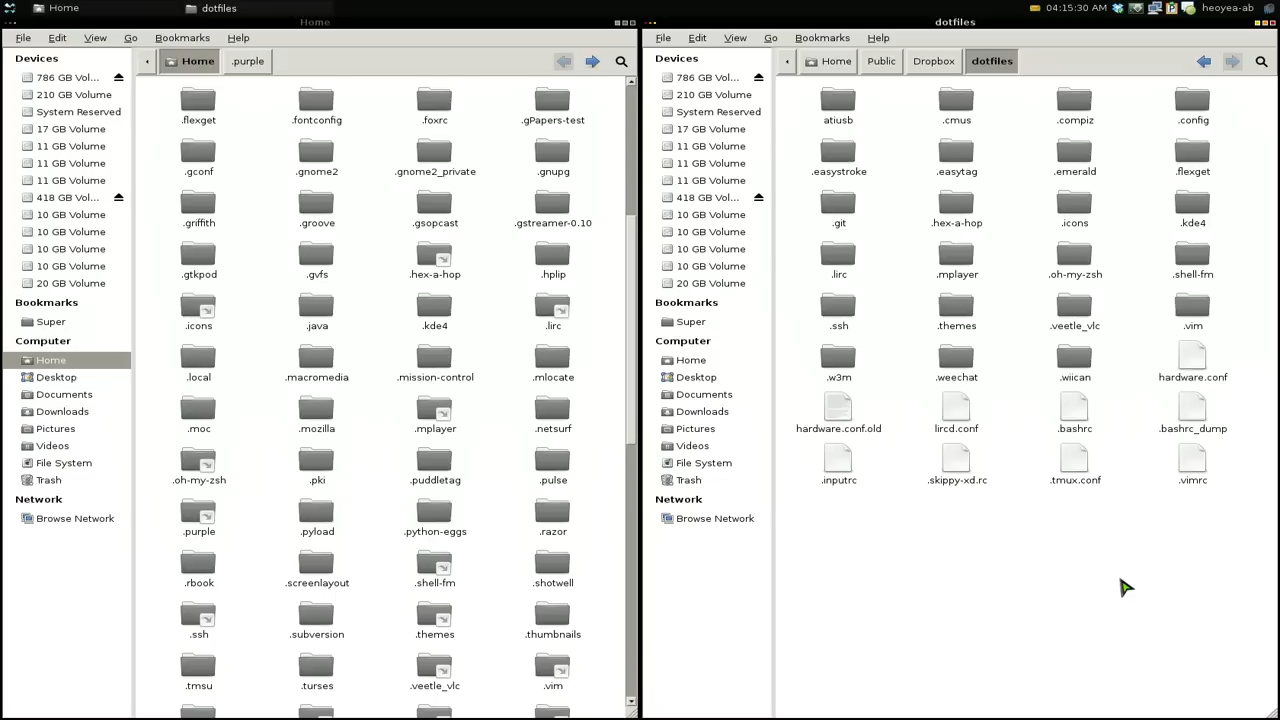 Home
dotfiles
04:15:30 AM
heoyea-ab
Home
File Edit View Go Bookmarks Help
Devices
786 GB Vol...
210 GB Volume
System Reserved
17 GB Volume
11 GB Volume
11 GB Volume
11 GB Volume
418 GB Vol...
10 GB Volume
10 GB Volume
10 GB Volume
10 GB Volume
20 GB Volume
Bookmarks
Super
Computer
Home
Desktop
Documents
Downloads
Pictures
Videos
File System
Trash
Network
Browse Network
Home .purple
.flexget .fontconfig .foxrc .gPapers-test
.gconf .gnome2 .gnome2_private .gnupg
.griffith .groove .gsopcast .gstreamer-0.10
.gtkpod .gvfs .hex-a-hop .hplip
.icons .java .kde4 .lirc
.local .macromedia .mission-control .mlocate
.moc .mozilla .mplayer .netsurf
.oh-my-zsh .pki .puddletag .pulse
.purple .pyload .python-eggs .razor
.rbook .screenlayout .shell-fm .shotwell
.ssh .subversion .themes .thumbnails
.tmsu .turses .veetle_vlc .vim
dotfiles
File Edit View Go Bookmarks Help
Devices
786 GB Vol...
210 GB Volume
System Reserved
17 GB Volume
11 GB Volume
11 GB Volume
11 GB Volume
418 GB Vol...
10 GB Volume
10 GB Volume
10 GB Volume
10 GB Volume
20 GB Volume
Bookmarks
Super
Computer
Home
Desktop
Documents
Downloads
Pictures
Videos
File System
Trash
Network
Browse Network
Home Public Dropbox dotfiles
atiusb .cmus .compiz .config
.easystroke .easytag .emerald .flexget
.git .hex-a-hop .icons .kde4
.lirc .mplayer .oh-my-zsh .shell-fm
.ssh .themes .veetle_vlc .vim
.w3m .weechat .wiican hardware.conf
hardware.conf.old lircd.conf .bashrc .bashrc_dump
.inputrc .skippy-xd.rc .tmux.conf .vimrc